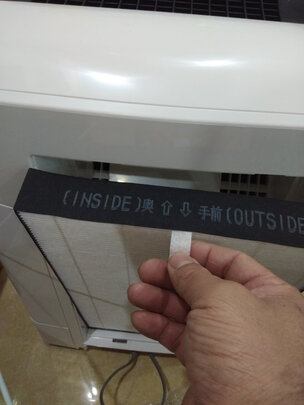 (INSIDE)奥 ⇧ ⇩ 手前(OUTSIDE